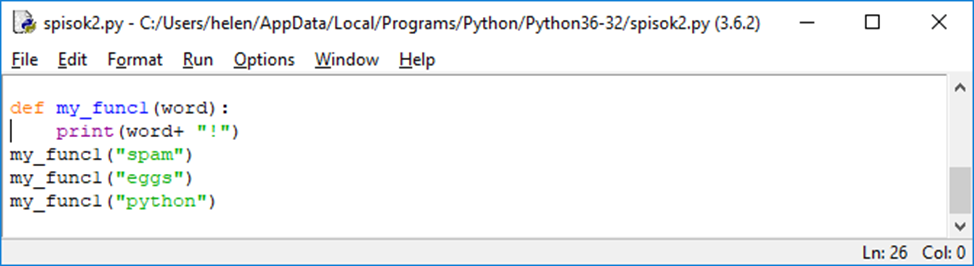 spisok2.py - C:/Users/helen/AppData/Local/Programs/Python/Python36-32/spisok2.py (3.6.2)
File Edit Format Run Options Window Help
def my_func1(word):
    print(word+ "!")
my_func1("spam")
my_func1("eggs")
my_func1("python")
Ln: 26 Col: 0